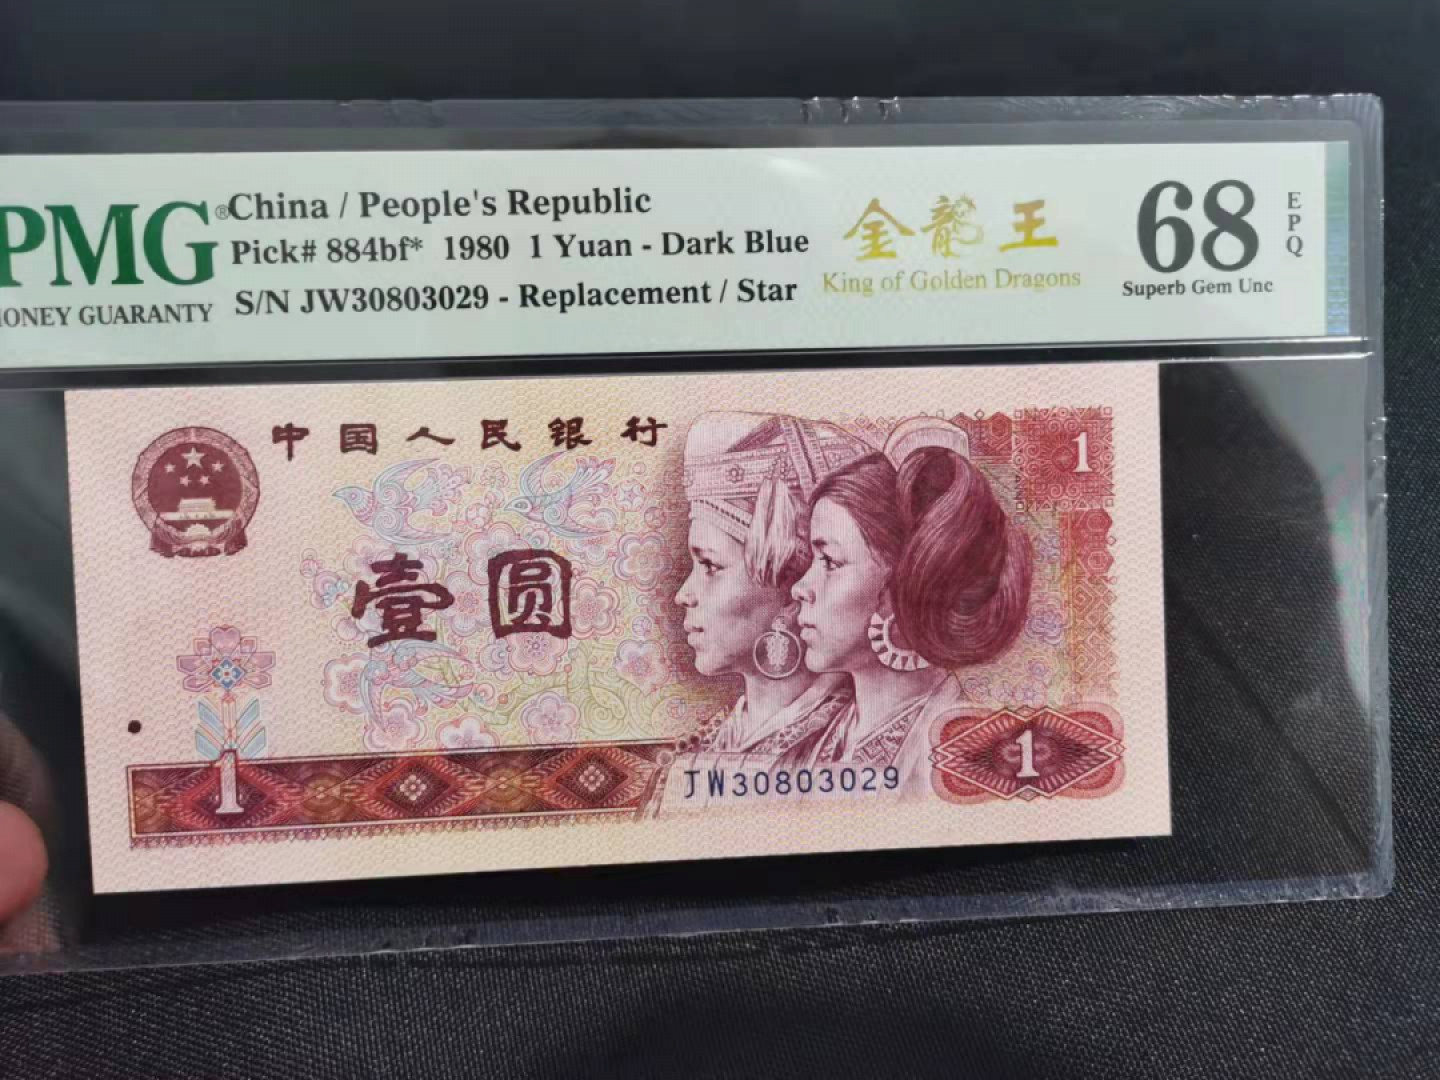 PMG®
MONEY GUARANTY
China / People's Republic
Pick# 884bf* 1980 1 Yuan - Dark Blue
S/N JW30803029 - Replacement / Star
金龍王
King of Golden Dragons
68
EPQ
Superb Gem Unc
中国人民银行
1
壹圆
1
JW30803029
1